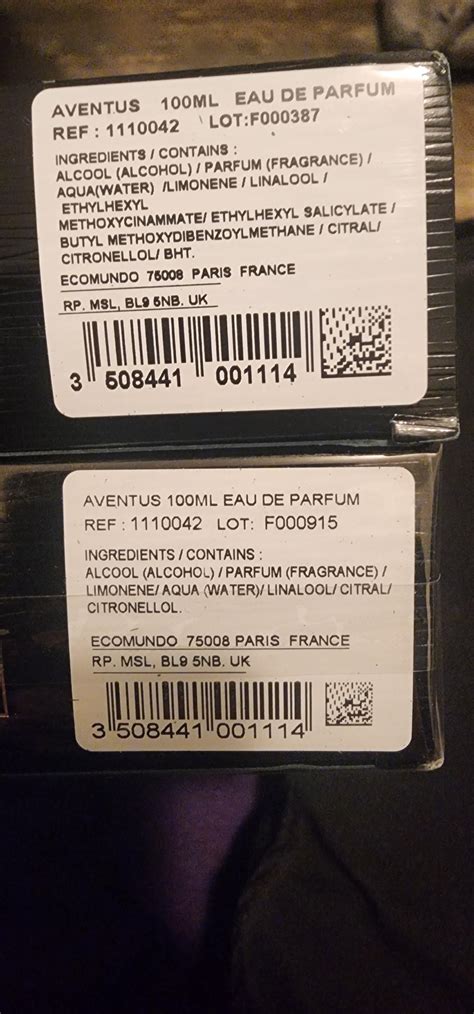 AVENTUS 100ML EAU DE PARFUM
REF : 1110042 LOT:F000387
INGREDIENTS / CONTAINS :
ALCOOL (ALCOHOL) / PARFUM (FRAGRANCE) /
AQUA(WATER) /LIMONENE / LINALOOL /
ETHYLHEXYL
METHOXYCINAMMATE/ ETHYLHEXYL SALICYLATE /
BUTYL METHOXYDIBENZOYLMETHANE / CITRAL/
CITRONELLOL/ BHT.
ECOMUNDO 75008 PARIS FRANCE
RP. MSL, BL9 5NB. UK
3 508441 001114
AVENTUS 100ML EAU DE PARFUM
REF : 1110042 LOT: F000915
INGREDIENTS / CONTAINS :
ALCOOL (ALCOHOL) / PARFUM (FRAGRANCE) /
LIMONENE/ AQUA (WATER)/ LINALOOL/ CITRAL/
CITRONELLOL.
ECOMUNDO 75008 PARIS FRANCE
RP. MSL, BL9 5NB. UK
3 508441 001114